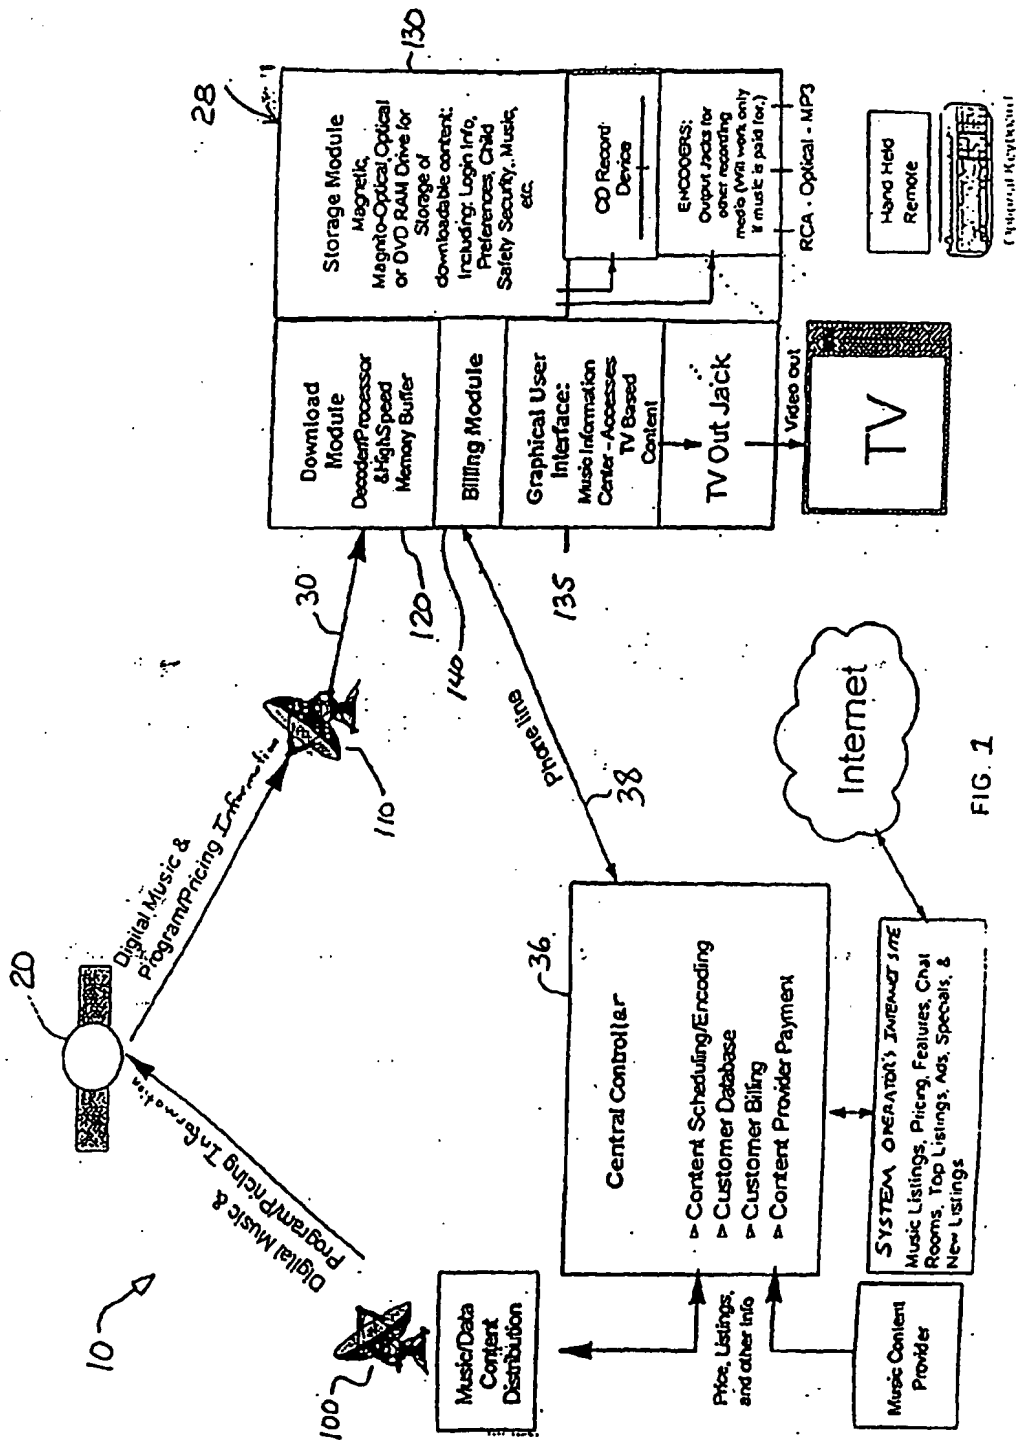 10
20
Digital Music &
Program/Pricing Information
Digital Music &
Program/Pricing Information
100
110
30
Music/Data
Content
Distribution
Price, Listings,
and other Info
Music Content
Provider
36
Central Controllar
Content Scheduling/Encoding
Customer Database
Customer Billing
Content Provider Payment
SYSTEM OPERATOR'S INTERNET SITE
Music Listings, Pricing, Features, Chat
Rooms, Top Listings, Ads, Specials, &
New Listings
Internet
Phone line
38
28
120
140
135
130
Download
Module
Decoder/Processor
&HighSpeed
Memory Buffer
Billing Module
Graphical User
Interface:
Music Information
Center-Accesses
TV Based
Content
TV Out Jack
Video out
TV
Storage Module
Magnetic,
Magnito-Optical, Optical
or DVD RAM Drive for
Storage of
downloadable content:
Including: Login Info,
Preferences, Child
Safety Security, Music,
etc.
CD Record
Device
ENCODERS:
Output Jacks for
other recording
media (Will work only
if music is paid for.)
RCA - Optical - MP3
Hand Held
Remote
Optional Keyboard
FIG. 1